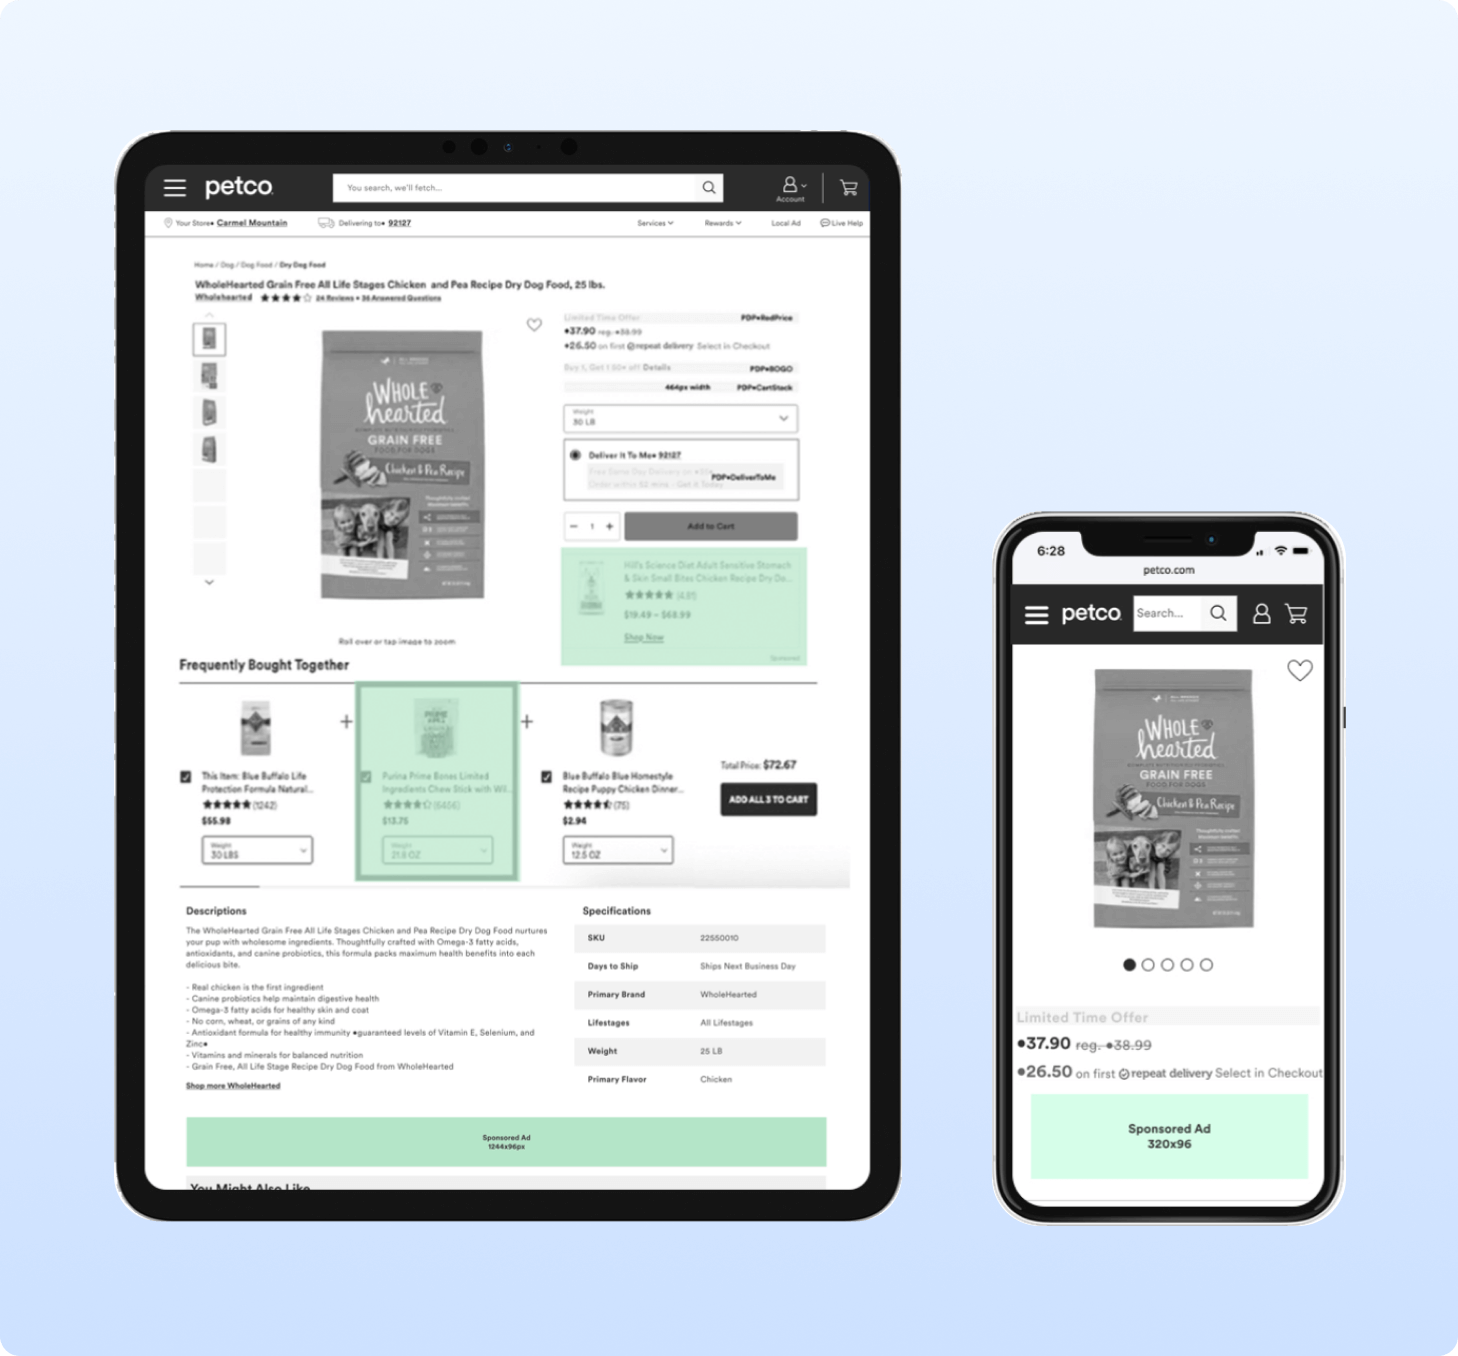 petco
You search, we'll fetch...
Account
Your Store• Carmel Mountain
Delivering to• 92127
Services
Rewards
Local Ad
Live Help
Home / Dog / Dog Food / Dry Dog Food
WholeHearted Grain Free All Life Stages Chicken and Pea Recipe Dry Dog Food, 25 lbs.
Wholehearted
24 Reviews • 36 Answered Questions
WHOLE
hearted
GRAIN FREE
FOOD FOR DOGS
Chicken & Pea Recipe
Roll over or tap image to zoom
Limited Time Offer PDP•RedPrice
•37.90 reg. •38.99
•26.50 on first repeat delivery Select in Checkout
Details PDP•BOGO
464px width PDP•CartStack
Weight
30 LB
Deliver It To Me• 92127
Free Same Day Delivery on
PDP•DeliverToMe
Order within 52 mins - Get it Today
- 1 +
Add to Cart
Hill's Science Diet Adult Sensitive Stomach
& Skin Small Bites Chicken Recipe Dry Do...
$19.49 – $68.99
Shop Now
Sponsored
Frequently Bought Together
This Item: Blue Buffalo Life
Protection Formula Natural...
(1242)
$55.98
Weight
30 LBS
+
Purina Prime Bones Limited
Ingredients Chew Stick with Wil...
(5456)
$13.75
Weight
21.6 OZ
+
Blue Buffalo Blue Homestyle
Recipe Puppy Chicken Dinner...
(75)
$2.94
Weight
12.5 OZ
Total Price: $72.67
ADD ALL 3 TO CART
Descriptions
The WholeHearted Grain Free All Life Stages Chicken and Pea Recipe Dry Dog Food nurtures
your pup with wholesome ingredients. Thoughtfully crafted with Omega-3 fatty acids,
antioxidants, and canine probiotics, this formula packs maximum health benefits into each
delicious bite.
- Real chicken is the first ingredient
- Canine probiotics help maintain digestive health
- Omega-3 fatty acids for healthy skin and coat
- No corn, wheat, or grains of any kind
- Antioxidant formula for healthy immunity •guaranteed levels of Vitamin E, Selenium, and
Zinc•
- Vitamins and minerals for balanced nutrition
- Grain Free, All Life Stage Recipe Dry Dog Food from WholeHearted
Shop more WholeHearted
Specifications
SKU 22550010
Days to Ship Ships Next Business Day
Primary Brand WholeHearted
Lifestages All Lifestages
Weight 25 LB
Primary Flavor Chicken
Sponsored Ad
1244x96px
You Might Also Like
6:28
petco.com
petco
Search...
WHOLE
hearted
GRAIN FREE
FOOD FOR DOGS
Chicken & Pea Recipe
Limited Time Offer
•37.90 reg. •38.99
•26.50 on first repeat delivery Select in Checkout
Sponsored Ad
320x96